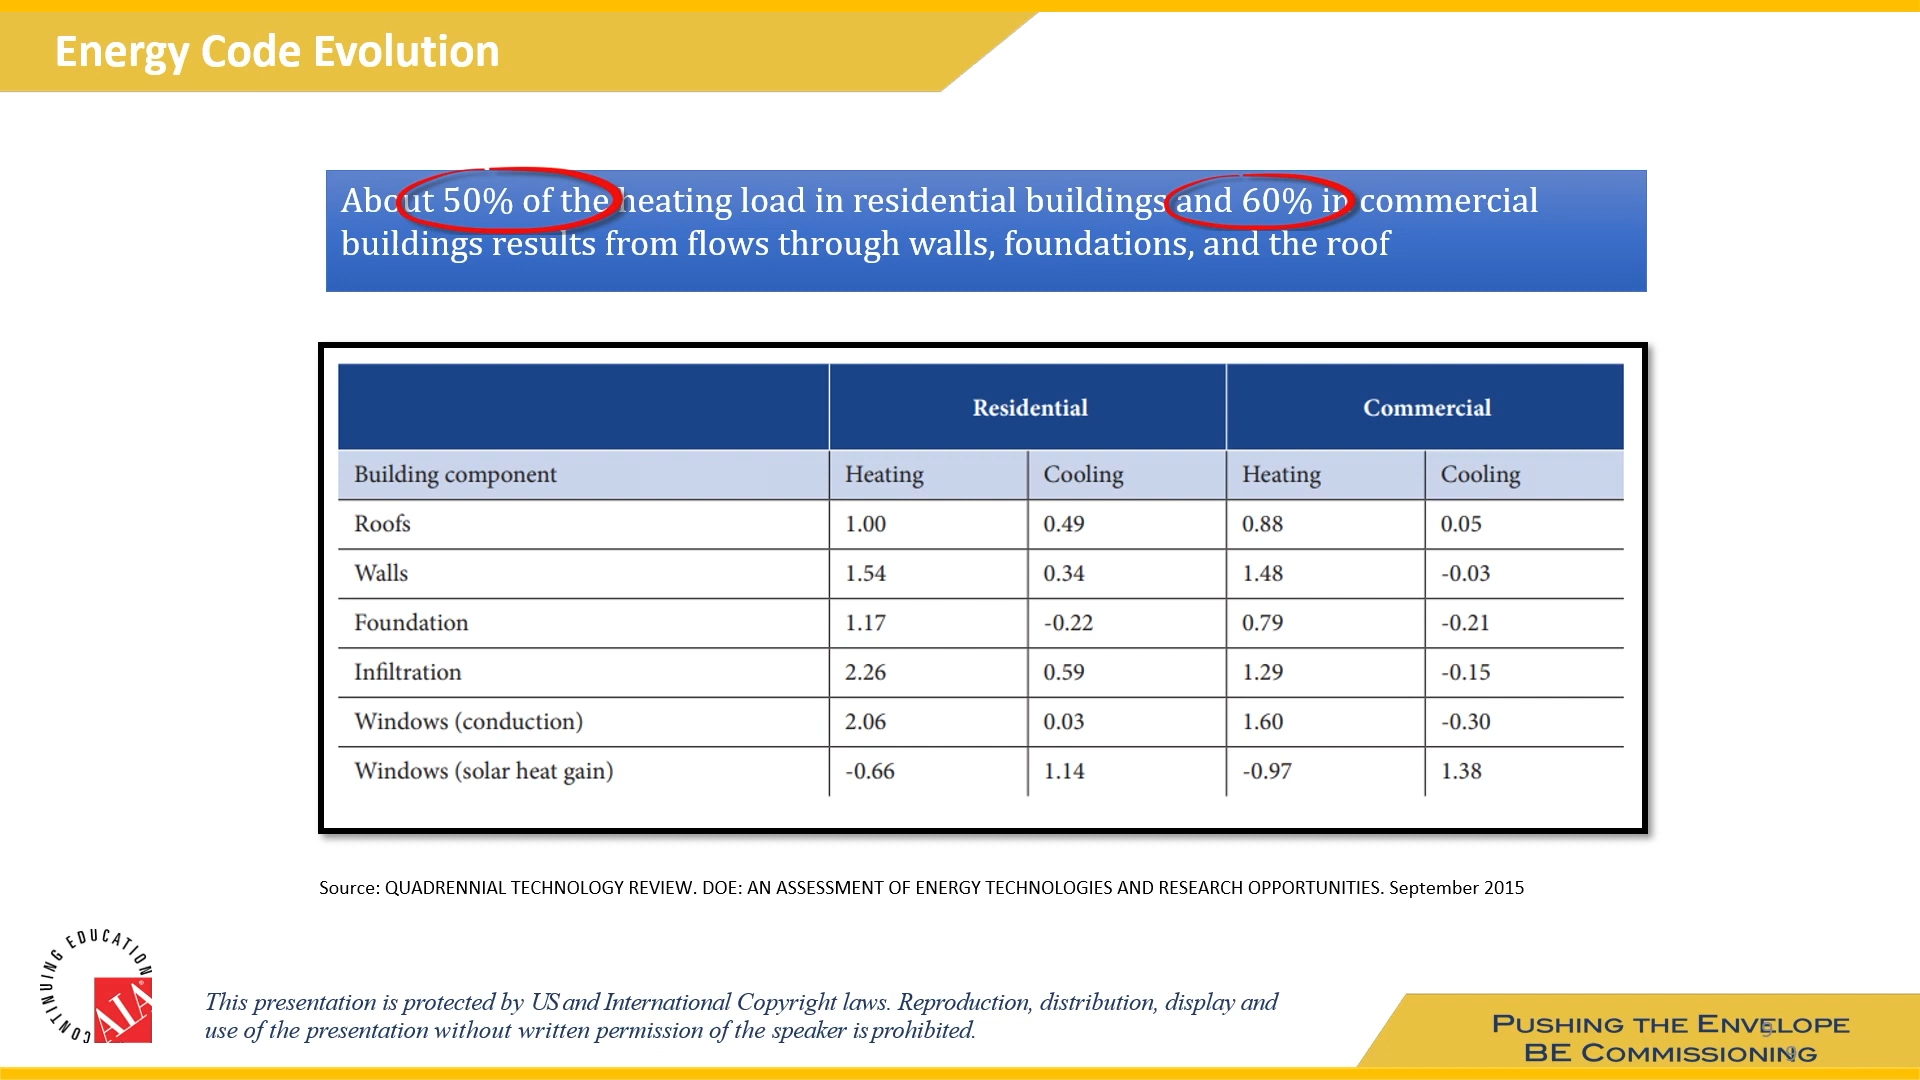 Energy Code Evolution
About 50% of the heating load in residential buildings and 60% in commercial
buildings results from flows through walls, foundations, and the roof
Residential Commercial
Building component Heating Cooling Heating Cooling
Roofs 1.00 0.49 0.88 0.05
Walls 1.54 0.34 1.48 -0.03
Foundation 1.17 -0.22 0.79 -0.21
Infiltration 2.26 0.59 1.29 -0.15
Windows (conduction) 2.06 0.03 1.60 -0.30
Windows (solar heat gain) -0.66 1.14 -0.97 1.38
Source: QUADRENNIAL TECHNOLOGY REVIEW. DOE: AN ASSESSMENT OF ENERGY TECHNOLOGIES AND RESEARCH OPPORTUNITIES. September 2015
CONTINUING EDUCATION
AIA
This presentation is protected by US and International Copyright laws. Reproduction, distribution, display and
use of the presentation without written permission of the speaker is prohibited.
PUSHING THE ENVELOPE
BE COMMISSIONING
9
9